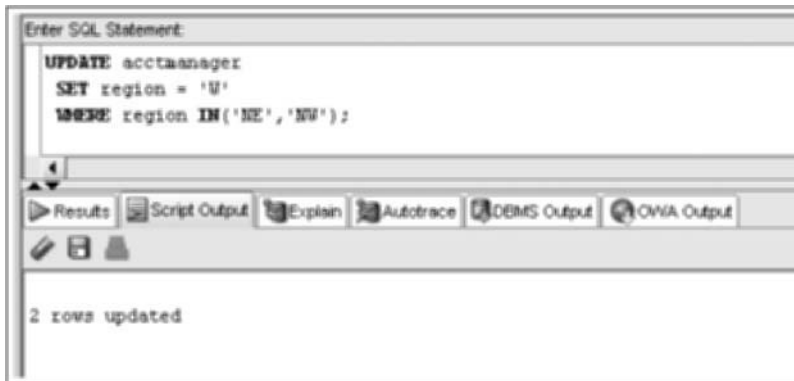 Enter SQL Statement:
UPDATE acctmanager
SET region = 'W'
WHERE region IN('NE','NW');
Results Script Output Explain Autotrace DBMS Output OWA Output
2 rows updated